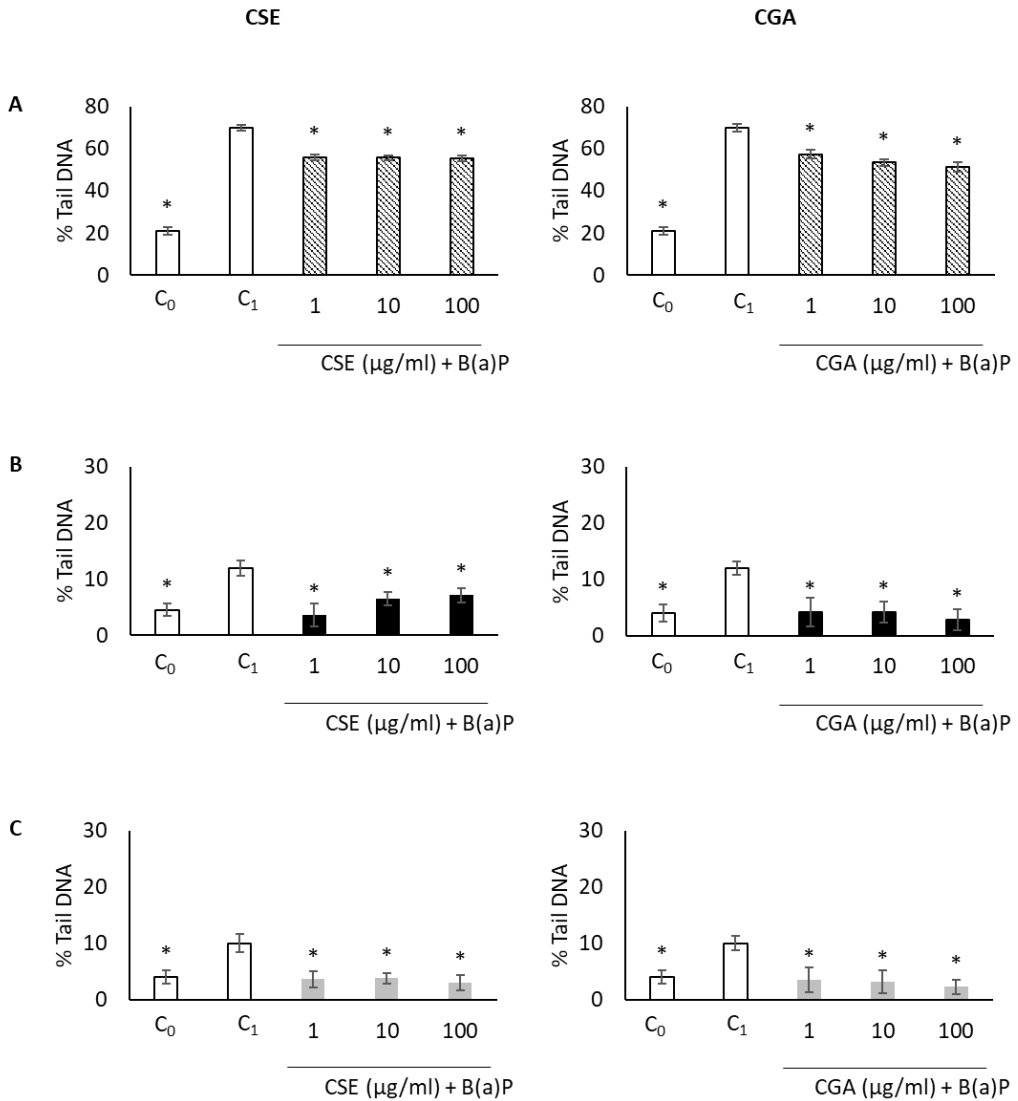 CSE CGA
A
80 80
* * * * * *
60 60
% Tail DNA % Tail DNA
40 40
* *
20 20
0 0
C₀ C₁ 1 10 100 C₀ C₁ 1 10 100
CSE (µg/ml) + B(a)P CGA (µg/ml) + B(a)P
B
30 30
% Tail DNA % Tail DNA
20 20
10 10
* * * * * * * *
0 0
C₀ C₁ 1 10 100 C₀ C₁ 1 10 100
CSE (µg/ml) + B(a)P CGA (µg/ml) + B(a)P
C
30 30
% Tail DNA % Tail DNA
20 20
10 10
* * * * * * * *
0 0
C₀ C₁ 1 10 100 C₀ C₁ 1 10 100
CSE (µg/ml) + B(a)P CGA (µg/ml) + B(a)P